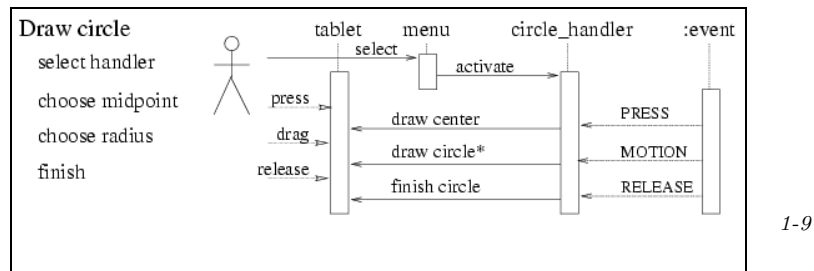 Draw circle
tablet menu circle_handler :event
select handler
select
activate
choose midpoint
press
draw center
PRESS
choose radius
drag
draw circle*
MOTION
finish
release
finish circle
RELEASE
1-9